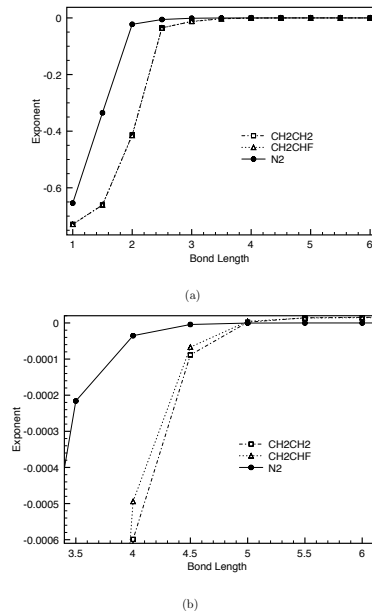 0
-0.2
-0.4
-0.6
Exponent
CH2CH2
CH2CHF
N2
1
2
3
4
5
6
Bond Length
(a)
0
-0.0001
-0.0002
-0.0003
-0.0004
-0.0005
-0.0006
Exponent
CH2CH2
CH2CHF
N2
3.5
4
4.5
5
5.5
6
Bond Length
(b)